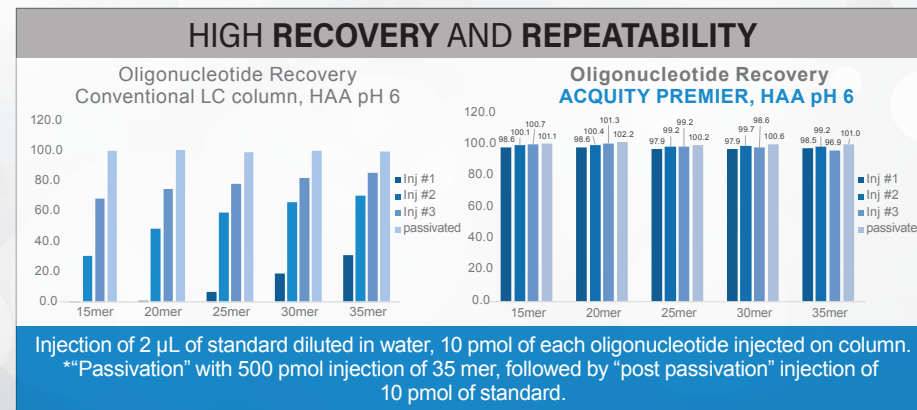 HIGH RECOVERY AND REPEATABILITY
Oligonucleotide Recovery
Conventional LC column, HAA pH 6
120.0
100.0
80.0
60.0
40.0
20.0
0.0
15mer 20mer 25mer 30mer 35mer
Inj #1
Inj #2
Inj #3
passivated
Oligonucleotide Recovery
ACQUITY PREMIER, HAA pH 6
120.0
100.0
80.0
60.0
40.0
20.0
0.0
98.6 100.1 100.7 101.1
98.6 100.4 101.3 102.2
97.9 99.2 99.2 100.2
97.9 99.7 98.6 100.6
98.5 99.2 96.9 101.0
15mer 20mer 25mer 30mer 35mer
Inj #1
Inj #2
Inj #3
passivate
Injection of 2 µL of standard diluted in water, 10 pmol of each oligonucleotide injected on column.
*“Passivation” with 500 pmol injection of 35 mer, followed by “post passivation” injection of
10 pmol of standard.